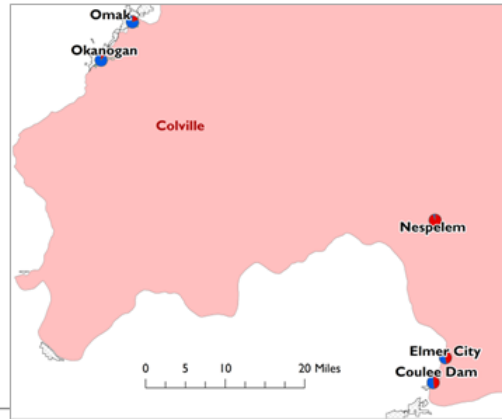 Omak
Okanogan
Colville
Nespelem
Elmer City
Coulee Dam
0 5 10 20 Miles